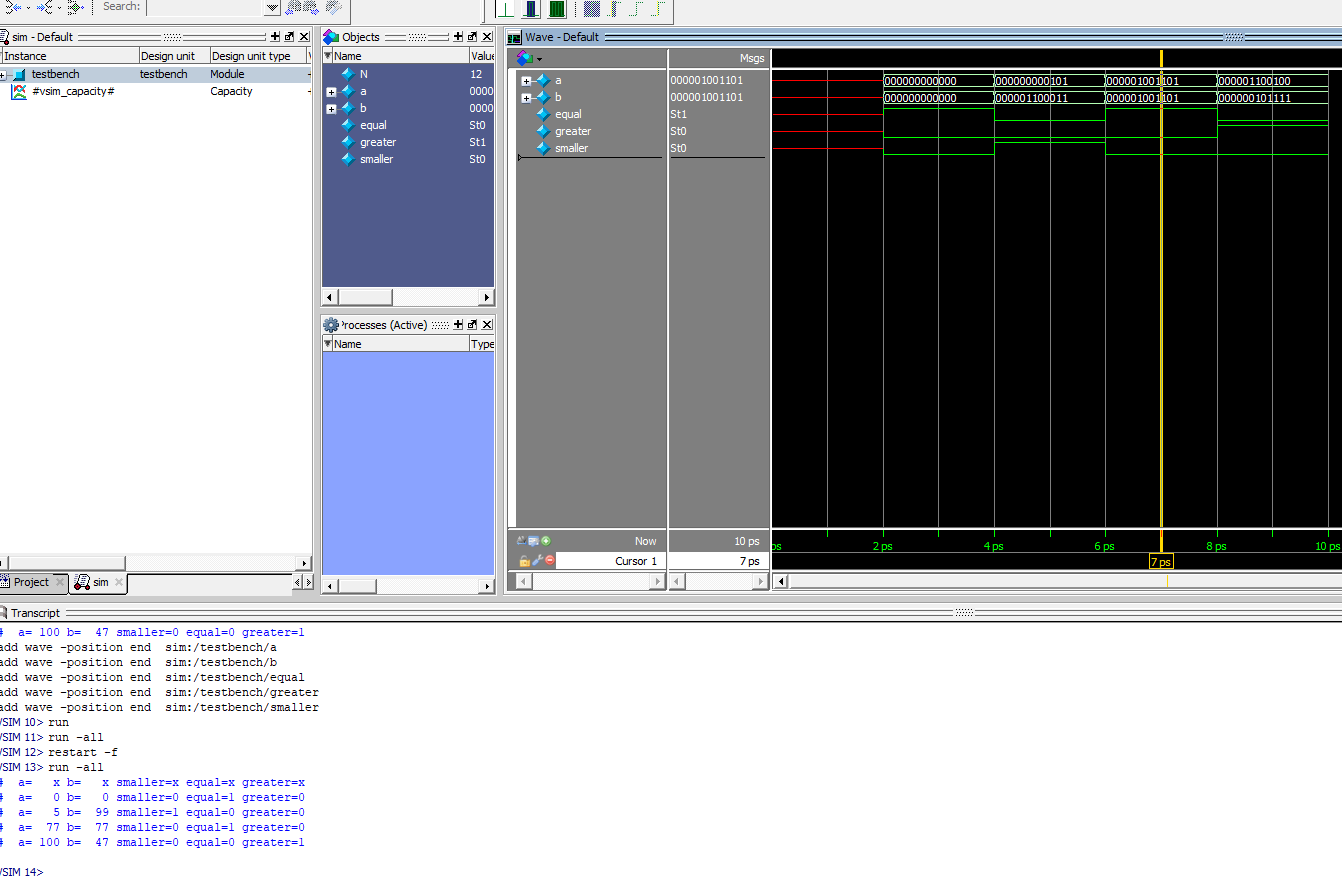 Search:
sim - Default
Instance Design unit Design unit type
testbench testbench Module
#vsim_capacity# Capacity
Project sim
Objects
Name Value
N 12
a 0000
b 0000
equal St0
greater St1
smaller St0
Processes (Active)
Name Type
Wave - Default
Msgs
a 000001001101 000000000000 000000000101 000001001101 000001100100
b 000001001101 000000000000 000001100011 000001001101 000000101111
equal St1
greater St0
smaller St0
Now 10 ps ps 2 ps 4 ps 6 ps 8 ps 10 ps
Cursor 1 7 ps 7 ps
Transcript
# a= 100 b= 47 smaller=0 equal=0 greater=1
add wave -position end sim:/testbench/a
add wave -position end sim:/testbench/b
add wave -position end sim:/testbench/equal
add wave -position end sim:/testbench/greater
add wave -position end sim:/testbench/smaller
VSIM 10> run
VSIM 11> run -all
VSIM 12> restart -f
VSIM 13> run -all
# a= x b= x smaller=x equal=x greater=x
# a= 0 b= 0 smaller=0 equal=1 greater=0
# a= 5 b= 99 smaller=1 equal=0 greater=0
# a= 77 b= 77 smaller=0 equal=1 greater=0
# a= 100 b= 47 smaller=0 equal=0 greater=1
VSIM 14>